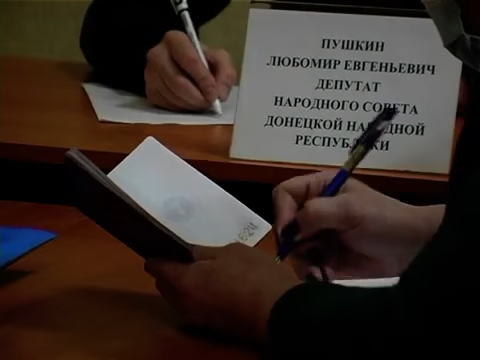 ПУШКИН
ЛЮБОМИР ЕВГЕНЬЕВИЧ
ДЕПУТАТ
НАРОДНОГО СОВЕТА
ДОНЕЦКОЙ НАРОДНОЙ
РЕСПУБЛИКИ